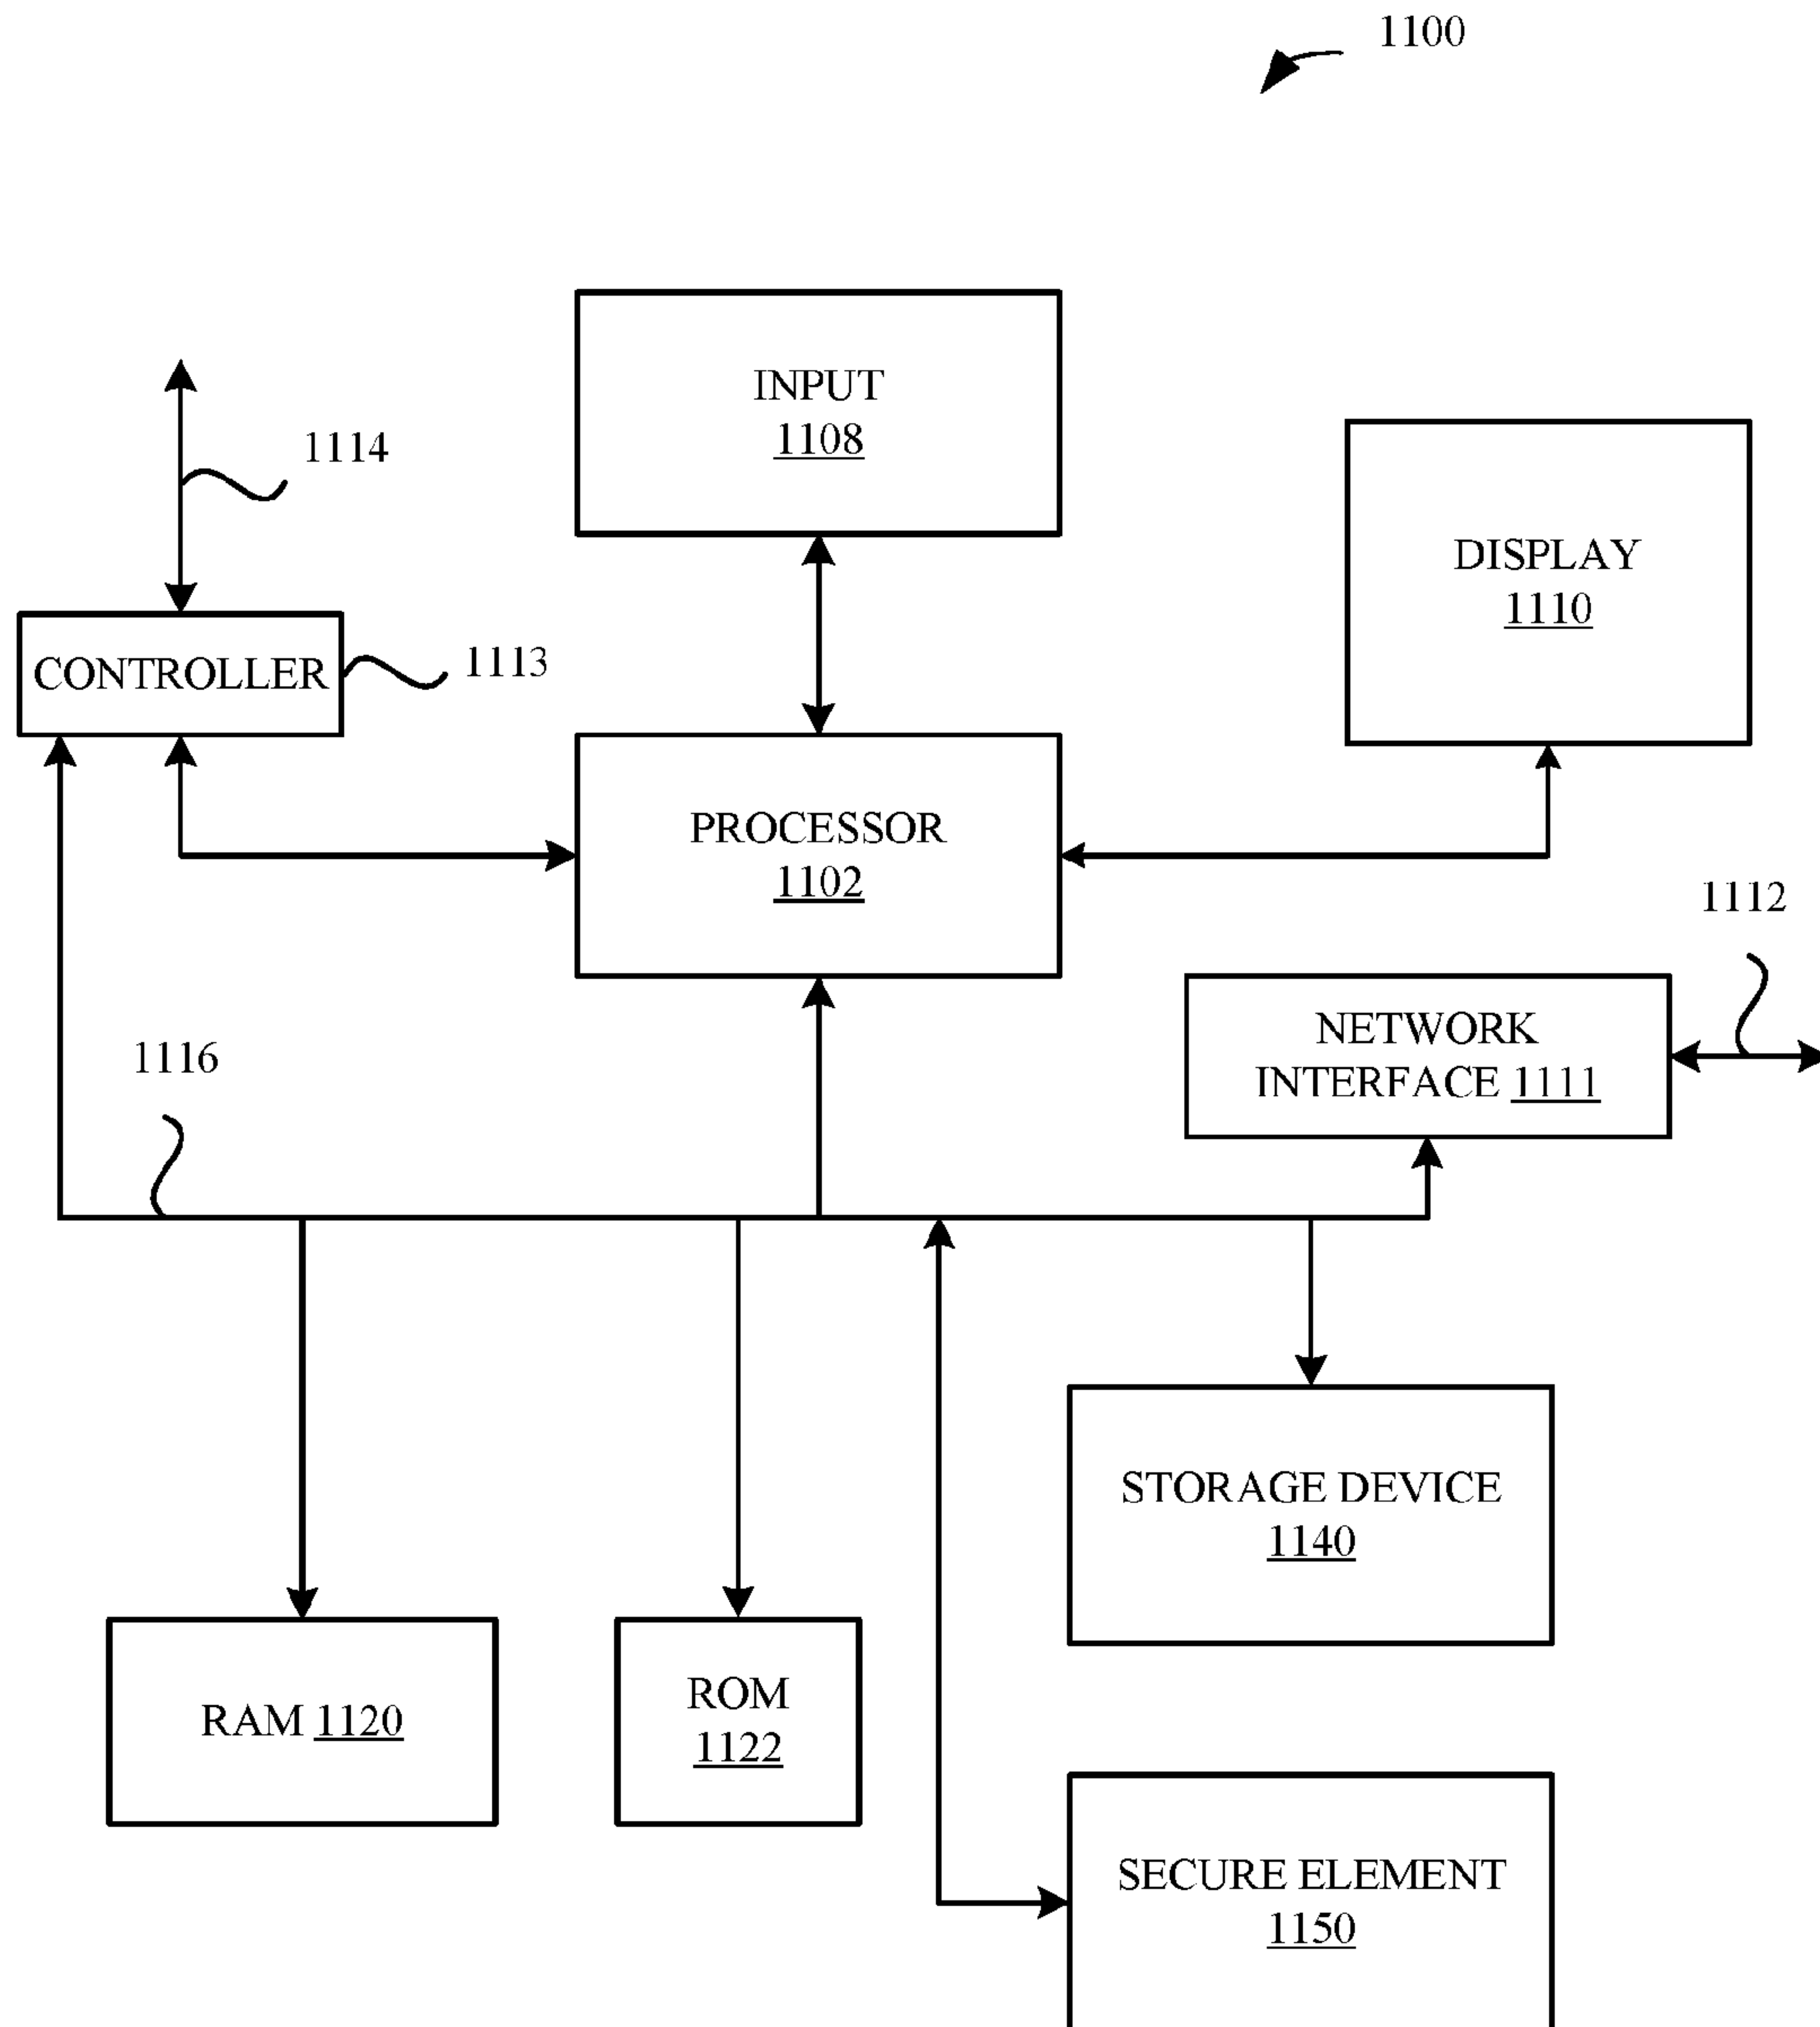 1100
INPUT
1108
1114
DISPLAY
1110
CONTROLLER
1113
PROCESSOR
1102
1112
NETWORK
INTERFACE 1111
1116
STORAGE DEVICE
1140
RAM 1120
ROM
1122
SECURE ELEMENT
1150